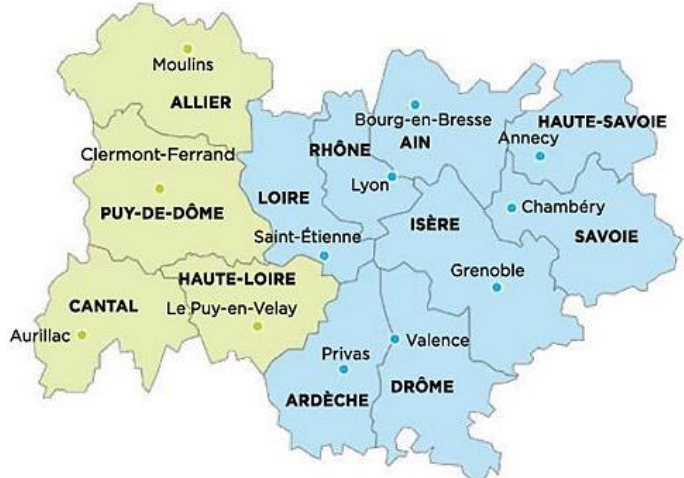 Moulins
ALLIER
Bourg-en-Bresse
AIN
HAUTE-SAVOIE
Annecy
Clermont-Ferrand
RHÔNE
Lyon
LOIRE
PUY-DE-DÔME
Chambéry
SAVOIE
ISÈRE
Saint-Étienne
Grenoble
HAUTE-LOIRE
Le Puy-en-Velay
CANTAL
Aurillac
Privas
Valence
ARDÈCHE
DRÔME